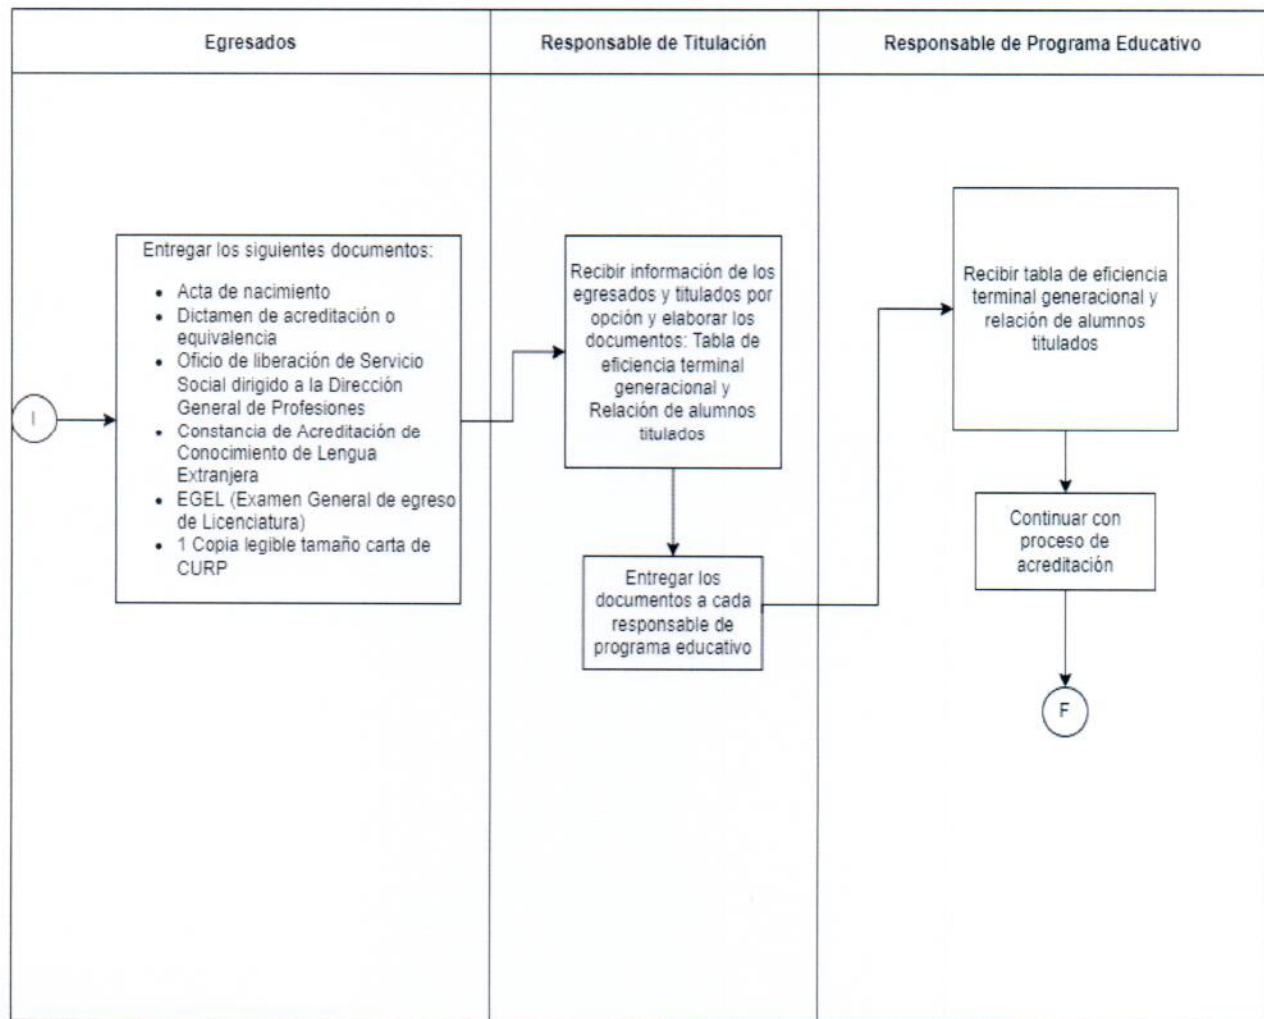 Egresados
Responsable de Titulación
Responsable de Programa Educativo
I
Entregar los siguientes documentos:
• Acta de nacimiento
• Dictamen de acreditación o
equivalencia
• Oficio de liberación de Servicio
Social dirigido a la Dirección
General de Profesiones
• Constancia de Acreditación de
Conocimiento de Lengua
Extranjera
• EGEL (Examen General de egreso
de Licenciatura)
• 1 Copia legible tamaño carta de
CURP
Recibir información de los
egresados y titulados por
opción y elaborar los
documentos: Tabla de
eficiencia terminal
generacional y
Relación de alumnos
titulados
Entregar los
documentos a cada
responsable de
programa educativo
Recibir tabla de eficiencia
terminal generacional y
relación de alumnos
titulados
Continuar con
proceso de
acreditación
F